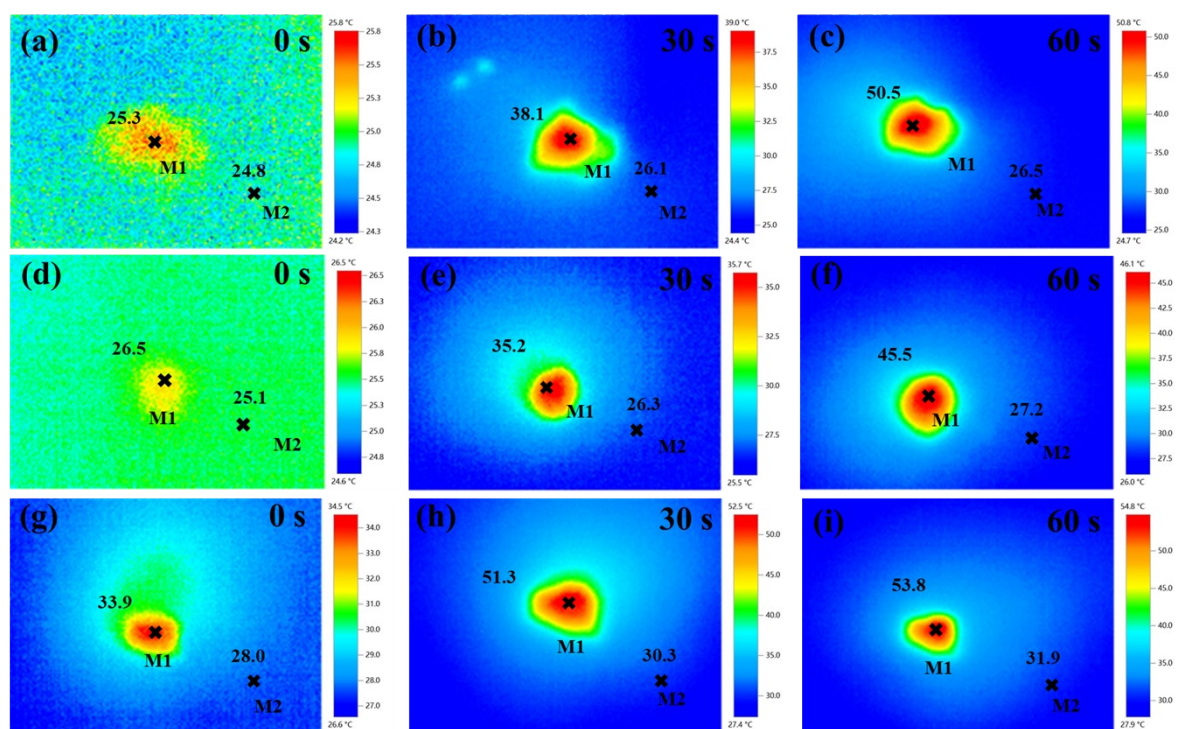 (a) 0 s
25.3
M1
24.8
M2
25.8 °C
25.8
25.5
25.3
25.0
24.8
24.5
24.3
24.2 °C
(b) 30 s
38.1
M1
26.1
M2
39.0 °C
37.5
35.0
32.5
30.0
27.5
25.0
24.4 °C
(c) 60 s
50.5
M1
26.5
M2
50.8 °C
50.0
45.0
40.0
35.0
30.0
25.0
24.7 °C
(d) 0 s
26.5
M1
25.1
M2
26.5 °C
26.5
26.3
26.0
25.8
25.5
25.3
25.0
24.8
24.6 °C
(e) 30 s
35.2
M1
26.3
M2
35.7 °C
35.0
32.5
30.0
27.5
25.5 °C
(f) 60 s
45.5
M1
27.2
M2
46.1 °C
45.0
42.5
40.0
37.5
35.0
32.5
30.0
27.5
26.0 °C
(g) 0 s
33.9
M1
28.0
M2
34.5 °C
34.0
33.0
32.0
31.0
30.0
29.0
28.0
27.0
26.6 °C
(h) 30 s
51.3
M1
30.3
M2
52.5 °C
50.0
45.0
40.0
35.0
30.0
27.4 °C
(i) 60 s
53.8
M1
31.9
M2
54.8 °C
50.0
45.0
40.0
35.0
30.0
27.9 °C